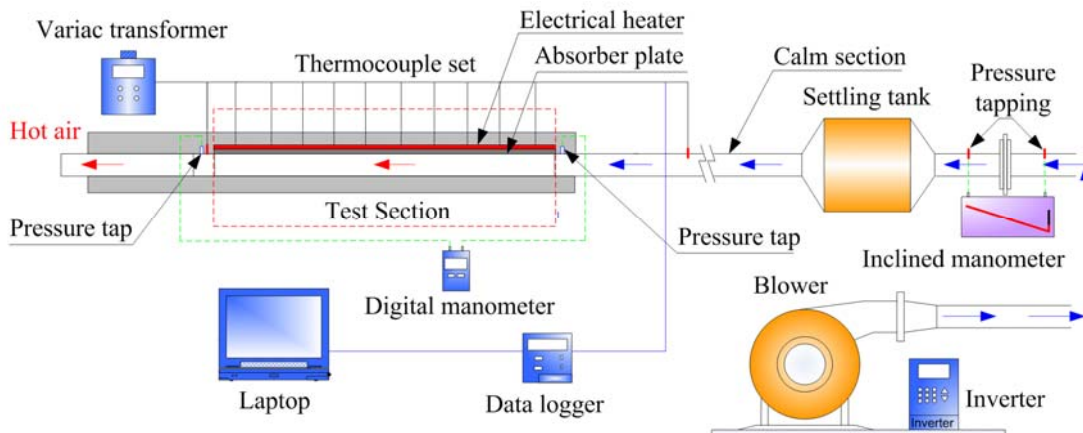 Variac transformer
Electrical heater
Absorber plate
Thermocouple set
Calm section
Settling tank
Pressure
tapping
Hot air
Test Section
Pressure tap
Pressure tap
Inclined manometer
Digital manometer
Blower
Laptop
Data logger
Inverter
Inverter